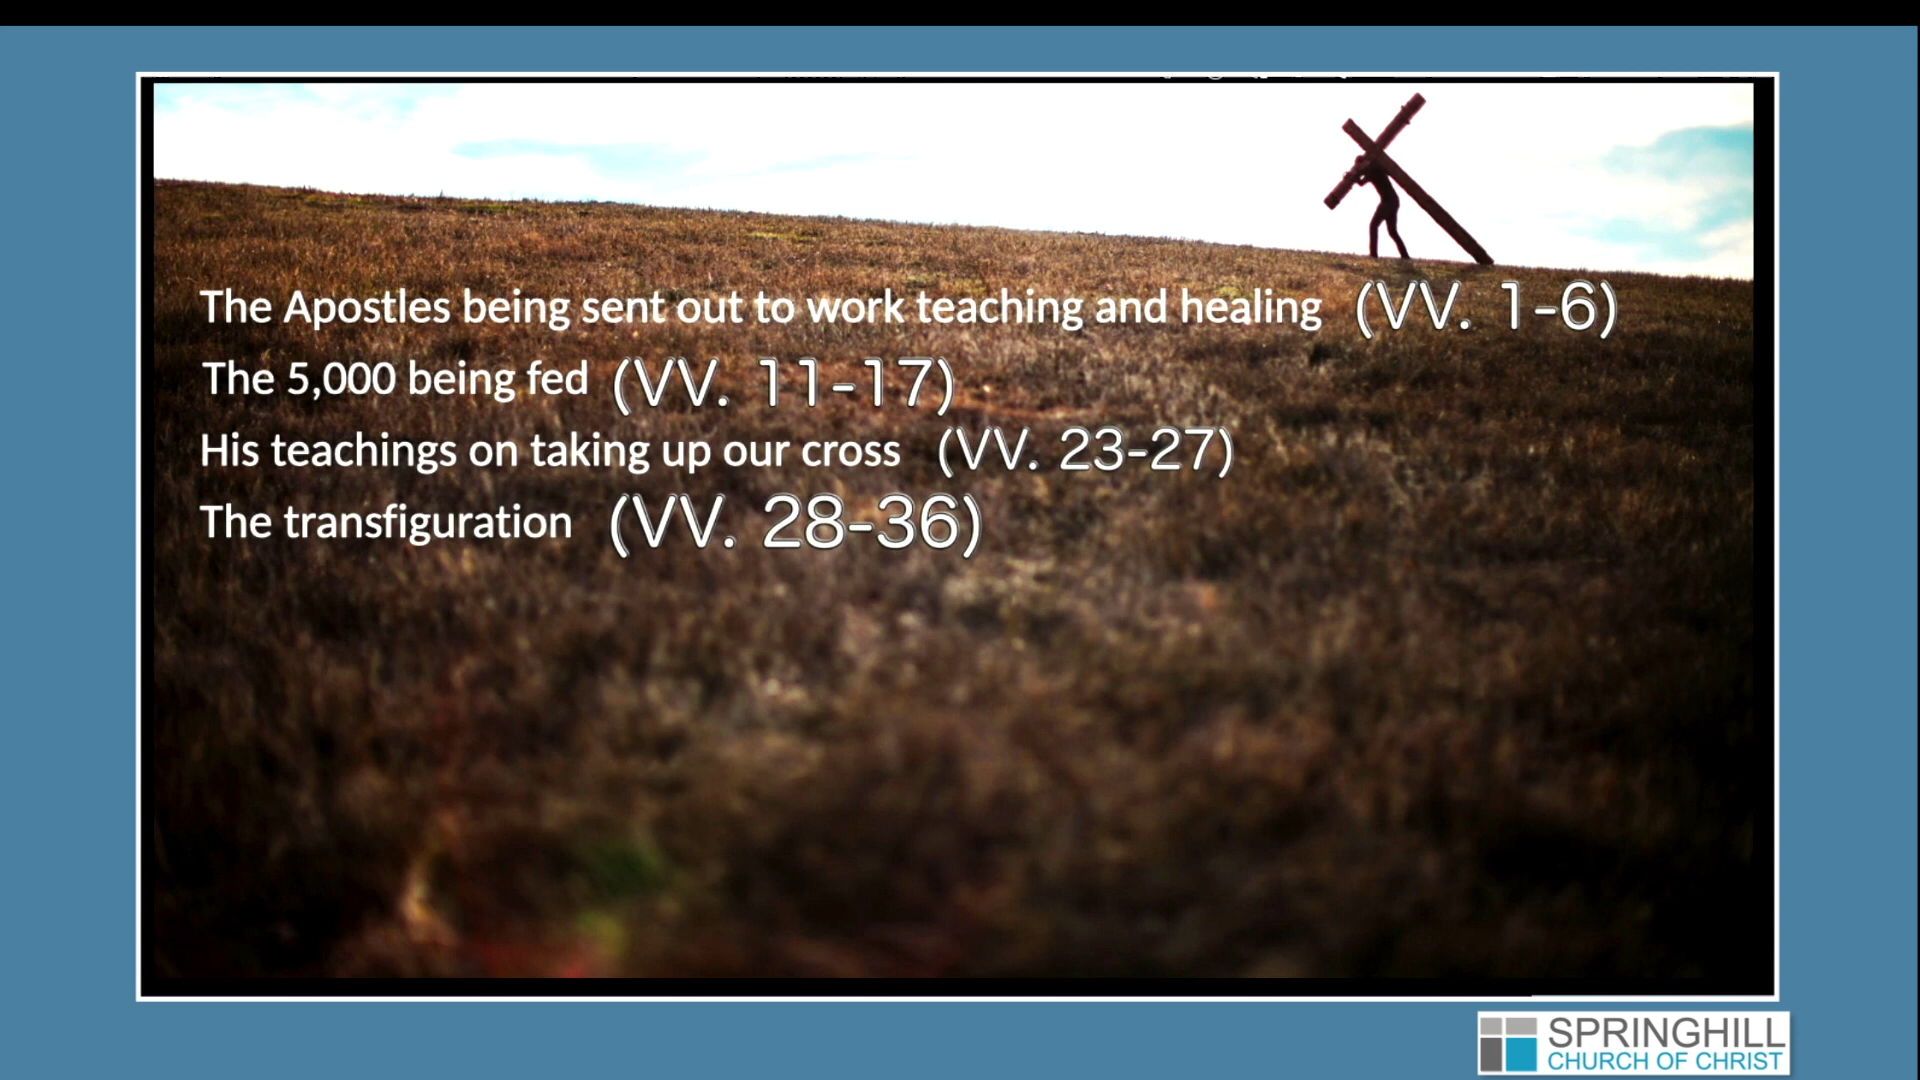 The Apostles being sent out to work teaching and healing (VV. 1-6)
The 5,000 being fed (VV. 11-17)
His teachings on taking up our cross (VV. 23-27)
The transfiguration (VV. 28-36)
SPRINGHILL
CHURCH OF CHRIST